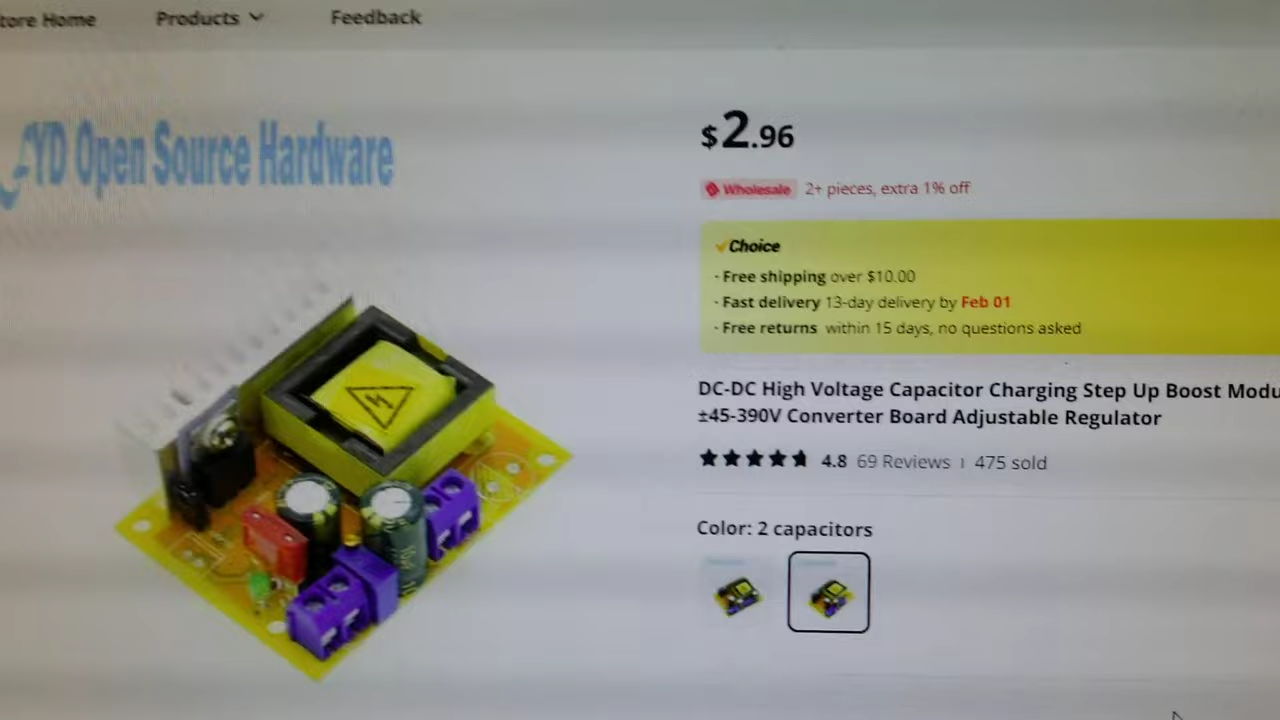 Store Home Products Feedback
YD Open Source Hardware
$2.96
Wholesale 2+ pieces, extra 1% off
Choice
· Free shipping over $10.00
· Fast delivery 13-day delivery by Feb 01
· Free returns within 15 days, no questions asked
DC-DC High Voltage Capacitor Charging Step Up Boost Modu
±45-390V Converter Board Adjustable Regulator
4.8 69 Reviews | 475 sold
Color: 2 capacitors